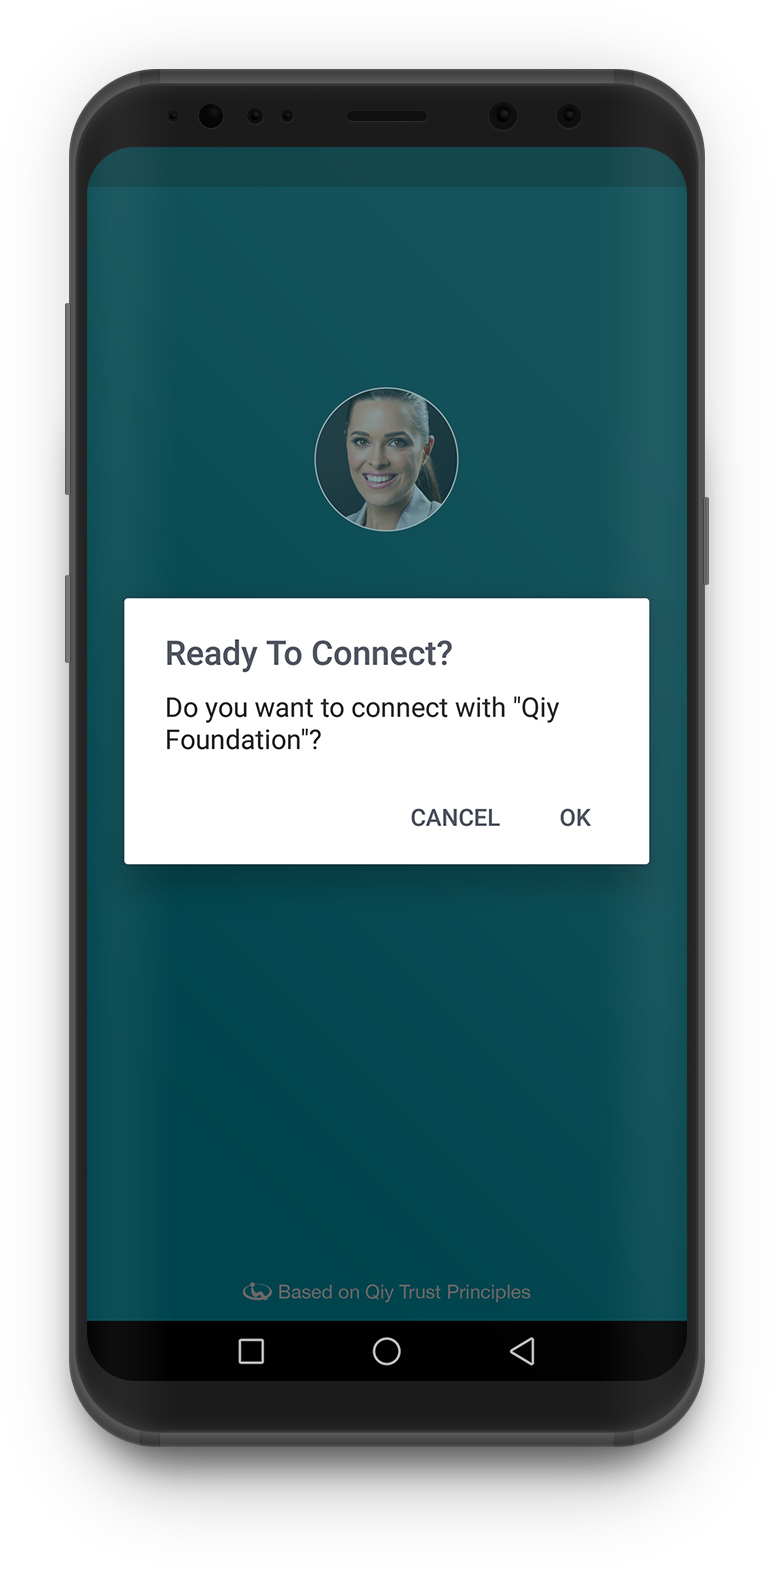 Ready To Connect?
Do you want to connect with "Qiy
Foundation"?
CANCEL OK
Based on Qiy Trust Principles